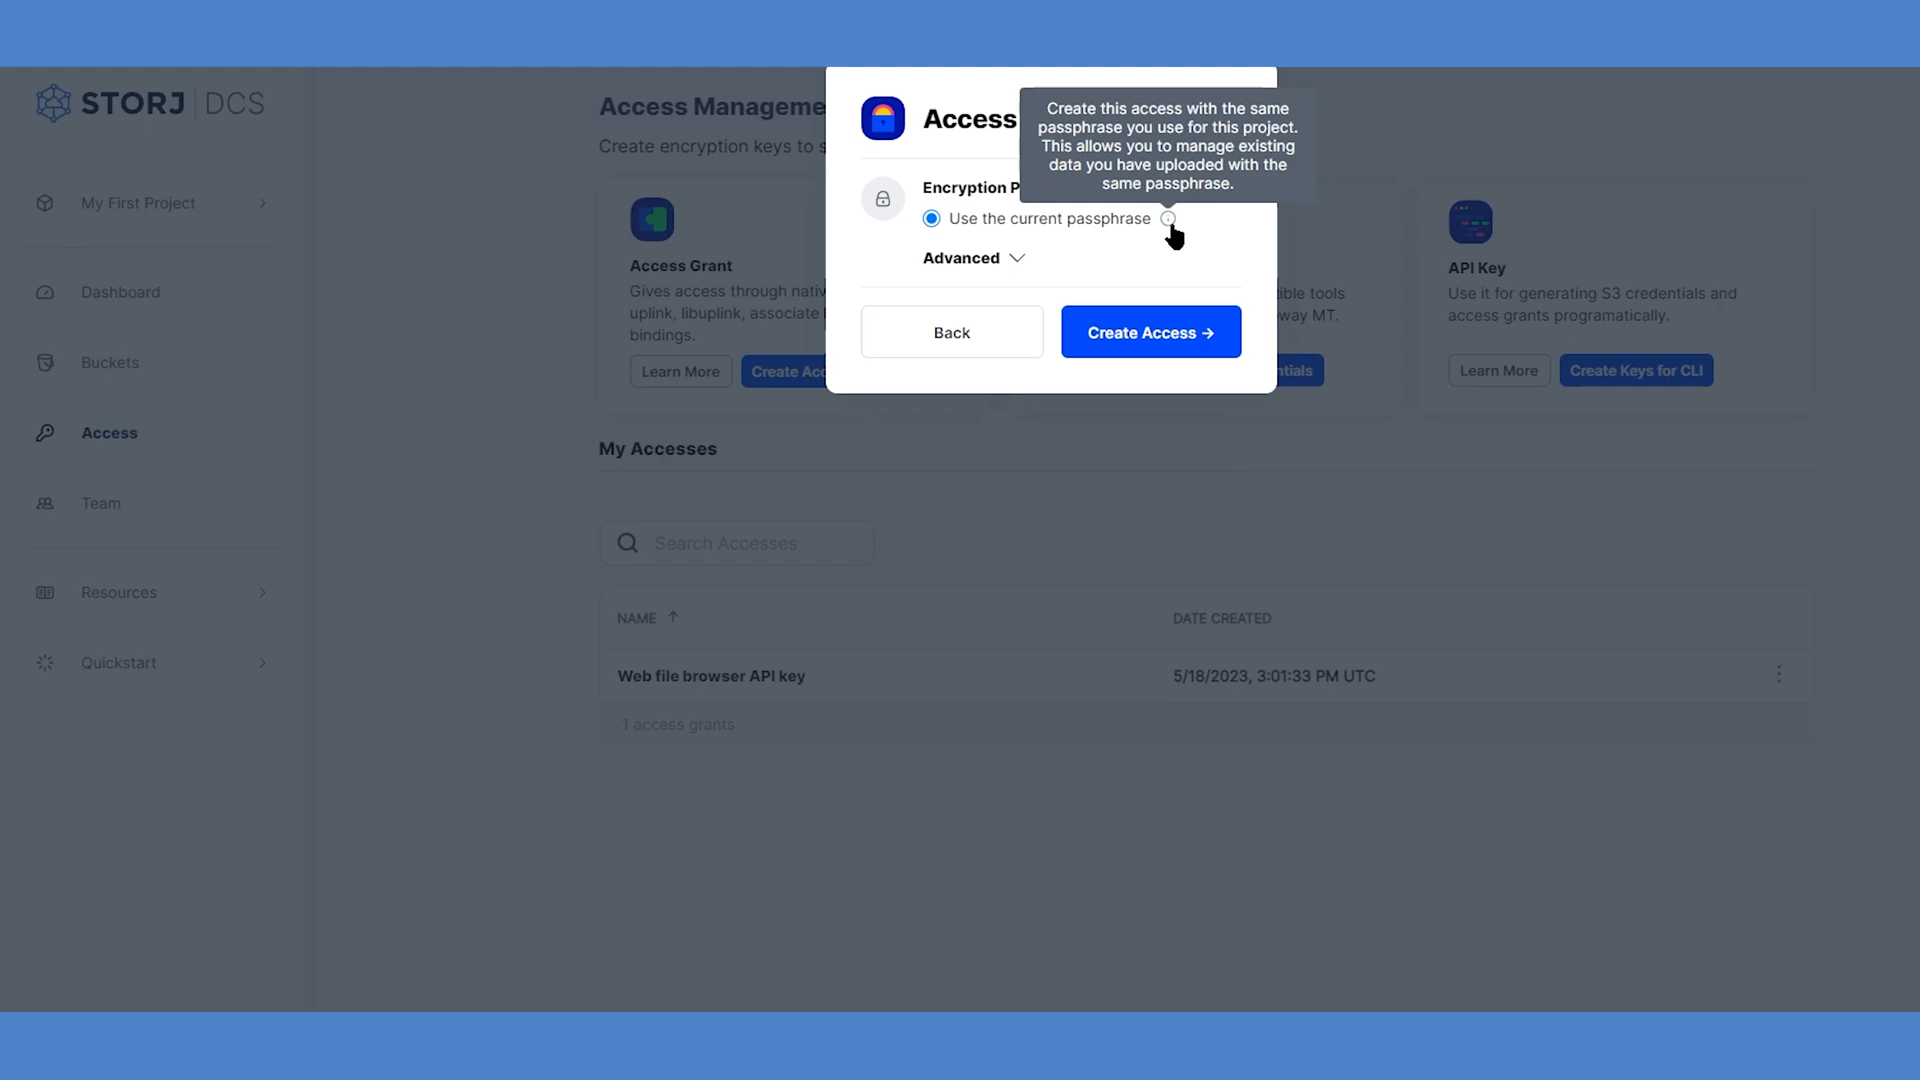 STORJ DCS
My First Project
Dashboard
Buckets
Access
Team
Resources
Quickstart
Access Manageme
Create encryption keys to s
Access Grant
Gives access through nativ
uplink, libuplink, associate
bindings.
Learn More
Create Acc
Access
Create this access with the same
passphrase you use for this project.
This allows you to manage existing
data you have uploaded with the
same passphrase.
Encryption P
Use the current passphrase
Advanced
Back
Create Access →
ible tools
way MT.
ntials
API Key
Use it for generating S3 credentials and
access grants programatically.
Learn More
Create Keys for CLI
My Accesses
Search Accesses
NAME ↑
DATE CREATED
Web file browser API key
5/18/2023, 3:01:33 PM UTC
1 access grants